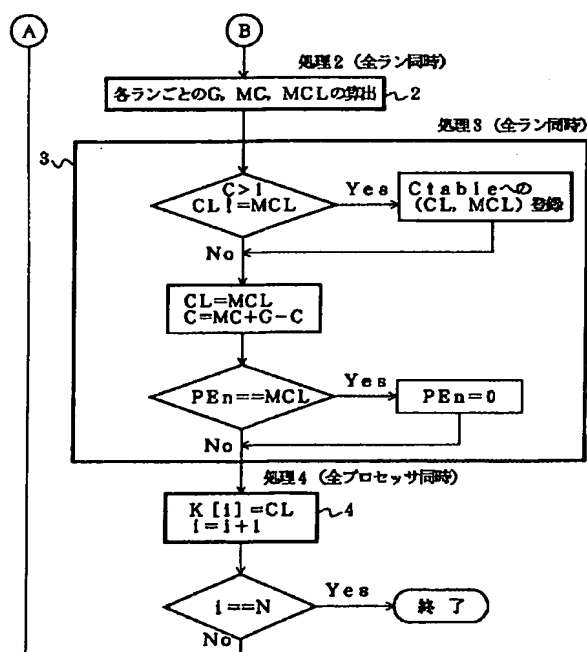 A
B
処理2（全ラン同時）
各ランごとのG，MC，MCLの算出
2
処理3（全ラン同時）
3
C>1
CL!=MCL
Yes
Ctableへの
（CL，MCL）登録
No
CL=MCL
C=MC+G-C
PEn==MCL
Yes
PEn=0
No
処理4（全プロセッサ同時）
K[i]=CL
i=i+1
4
i==N
Yes
終了
No